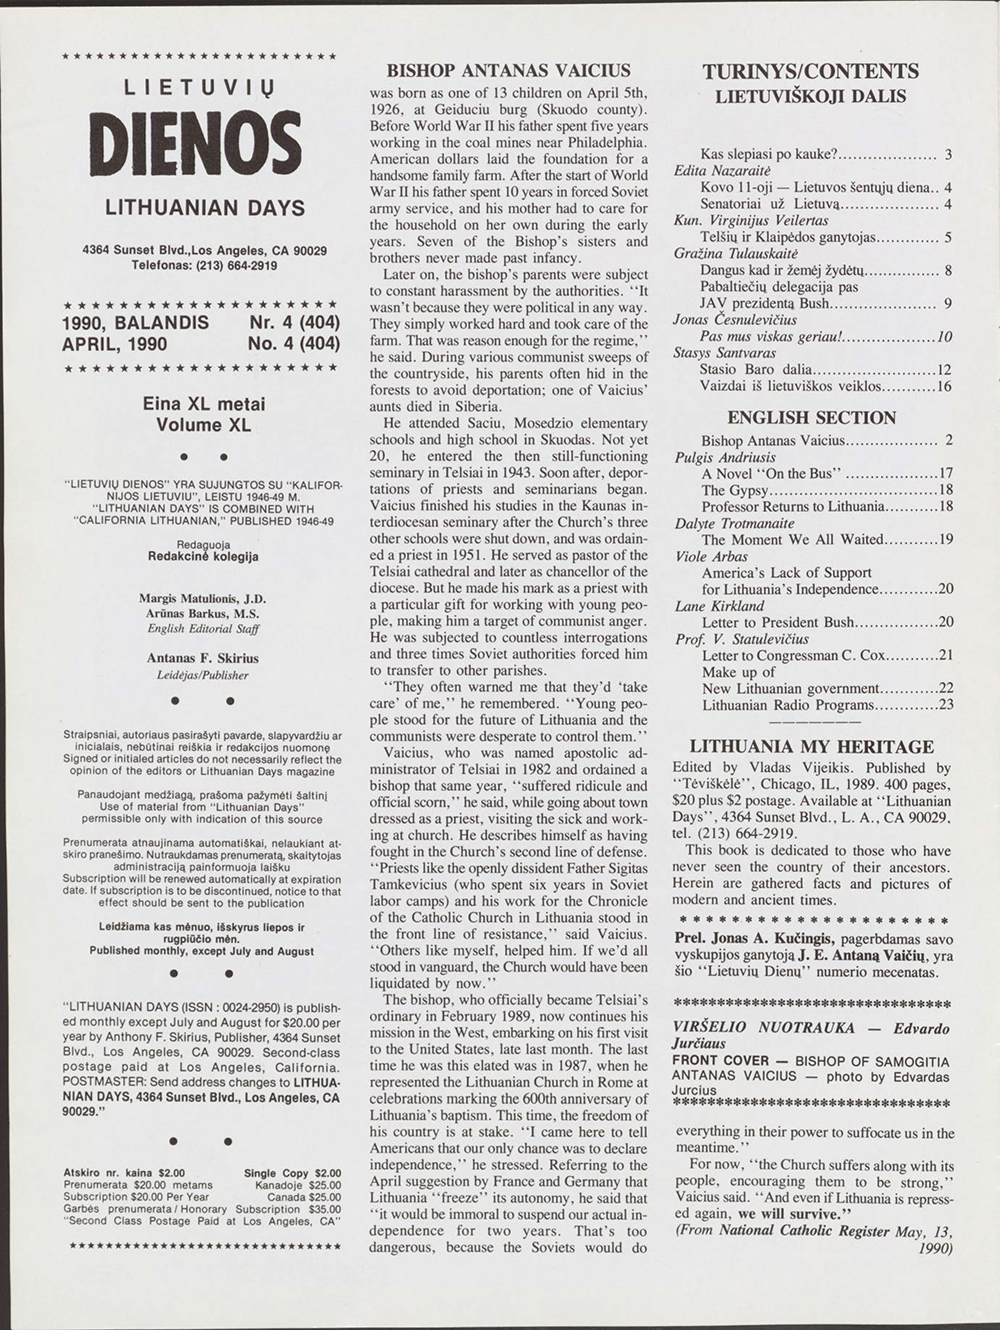 ★★★★★★★★★★★★★★★★★★★★★★★★
LIETUVIŲ
DIENOS
LITHUANIAN DAYS
4364 Sunset Blvd.,Los Angeles, CA 90029
Telefonas: (213) 664-2919
★★★★★★★★★★★★★★★★★★★★
1990, BALANDIS Nr. 4 (404)
APRIL, 1990 No. 4 (404)
★★★★★★★★★★★★★★★★★★★★
Eina XL metai
Volume XL
● ●
"LIETUVIŲ DIENOS" YRA SUJUNGTOS SU "KALIFOR-
NIJOS LIETUVIU", LEISTU 1946-49 M.
"LITHUANIAN DAYS" IS COMBINED WITH
"CALIFORNIA LITHUANIAN," PUBLISHED 1946-49
Redaguoja
Redakcinė kolegija
Margis Matulionis, J.D.
Arūnas Barkus, M.S.
English Editorial Staff
Antanas F. Skirius
Leidėjas/Publisher
● ●
Straipsniai, autoriaus pasirašyti pavarde, slapyvardžiu ar
inicialais, nebūtinai reiškia ir redakcijos nuomonę
Signed or initialed articles do not necessarily reflect the
opinion of the editors or Lithuanian Days magazine
Panaudojant medžiagą, prašoma pažymėti šaltinį
Use of material from "Lithuanian Days"
permissible only with indication of this source
Prenumerata atnaujinama automatiškai, nelaukiant at-
skiro pranešimo. Nutraukdamas prenumeratą, skaitytojas
administraciją painformuoja laišku
Subscription will be renewed automatically at expiration
date. If subscription is to be discontinued, notice to that
effect should be sent to the publication
Leidžiama kas mėnuo, išskyrus liepos ir
rugpiūčio mėn.
Published monthly, except July and August
● ●
"LITHUANIAN DAYS (ISSN : 0024-2950) is publish-
ed monthly except July and August for $20.00 per
year by Anthony F. Skirius, Publisher, 4364 Sunset
Blvd., Los Angeles, CA 90029. Second-class
postage paid at Los Angeles, California.
POSTMASTER: Send address changes to LITHUA-
NIAN DAYS, 4364 Sunset Blvd., Los Angeles, CA
90029."
● ●
Atskiro nr. kaina $2.00 Single Copy $2.00
Prenumerata $20.00 metams Kanadoje $25.00
Subscription $20.00 Per Year Canada $25.00
Garbės prenumerata / Honorary Subscription $35.00
"Second Class Postage Paid at Los Angeles, CA"
★★★★★★★★★★★★★★★★★★★★★★★★★★★★★★
BISHOP ANTANAS VAICIUS
was born as one of 13 children on April 5th,
1926, at Geiduciu burg (Skuodo county).
Before World War II his father spent five years
working in the coal mines near Philadelphia.
American dollars laid the foundation for a
handsome family farm. After the start of World
War II his father spent 10 years in forced Soviet
army service, and his mother had to care for
the household on her own during the early
years. Seven of the Bishop's sisters and
brothers never made past infancy.
Later on, the bishop's parents were subject
to constant harassment by the authorities. "It
wasn't because they were political in any way.
They simply worked hard and took care of the
farm. That was reason enough for the regime,"
he said. During various communist sweeps of
the countryside, his parents often hid in the
forests to avoid deportation; one of Vaicius'
aunts died in Siberia.
He attended Saciu, Mosedzio elementary
schools and high school in Skuodas. Not yet
20, he entered the then still-functioning
seminary in Telsiai in 1943. Soon after, depor-
tations of priests and seminarians began.
Vaicius finished his studies in the Kaunas in-
terdiocesan seminary after the Church's three
other schools were shut down, and was ordain-
ed a priest in 1951. He served as pastor of the
Telsiai cathedral and later as chancellor of the
diocese. But he made his mark as a priest with
a particular gift for working with young peo-
ple, making him a target of communist anger.
He was subjected to countless interrogations
and three times Soviet authorities forced him
to transfer to other parishes.
"They often warned me that they'd 'take
care' of me," he remembered. "Young peo-
ple stood for the future of Lithuania and the
communists were desperate to control them."
Vaicius, who was named apostolic ad-
ministrator of Telsiai in 1982 and ordained a
bishop that same year, "suffered ridicule and
official scorn," he said, while going about town
dressed as a priest, visiting the sick and work-
ing at church. He describes himself as having
fought in the Church's second line of defense.
"Priests like the openly dissident Father Sigitas
Tamkevicius (who spent six years in Soviet
labor camps) and his work for the Chronicle
of the Catholic Church in Lithuania stood in
the front line of resistance," said Vaicius.
"Others like myself, helped him. If we'd all
stood in vanguard, the Church would have been
liquidated by now."
The bishop, who officially became Telsiai's
ordinary in February 1989, now continues his
mission in the West, embarking on his first visit
to the United States, late last month. The last
time he was this elated was in 1987, when he
represented the Lithuanian Church in Rome at
celebrations marking the 600th anniversary of
Lithuania's baptism. This time, the freedom of
his country is at stake. "I came here to tell
Americans that our only chance was to declare
independence," he stressed. Referring to the
April suggestion by France and Germany that
Lithuania "freeze" its autonomy, he said that
"it would be immoral to suspend our actual in-
dependence for two years. That's too
dangerous, because the Soviets would do
TURINYS/CONTENTS
LIETUVIŠKOJI DALIS
Kas slepiasi po kauke?.................... 3
Edita Nazaraitė
Kovo 11-oji — Lietuvos šentųjų diena.. 4
Senatoriai už Lietuvą.................... 4
Kun. Virginijus Veilertas
Telšių ir Klaipėdos ganytojas............. 5
Gražina Tulauskaitė
Dangus kad ir žemėj žydėtų................ 8
Pabaltiečių delegacija pas
JAV prezidentą Bush...................... 9
Jonas Česnulevičius
Pas mus viskas geriau!...................10
Stasys Santvaras
Stasio Baro dalia.........................12
Vaizdai iš lietuviškos veiklos...........16
ENGLISH SECTION
Bishop Antanas Vaicius................... 2
Pulgis Andriusis
A Novel "On the Bus" ...................17
The Gypsy..................................18
Professor Returns to Lithuania...........18
Dalyte Trotmanaite
The Moment We All Waited...........19
Viole Arbas
America's Lack of Support
for Lithuania's Independence............20
Lane Kirkland
Letter to President Bush.................20
Prof. V. Statulevičius
Letter to Congressman C. Cox...........21
Make up of
New Lithuanian government............22
Lithuanian Radio Programs.............23
———————
LITHUANIA MY HERITAGE
Edited by Vladas Vijeikis. Published by
"Tėviškėlė", Chicago, IL, 1989. 400 pages,
$20 plus $2 postage. Available at "Lithuanian
Days", 4364 Sunset Blvd., L. A., CA 90029,
tel. (213) 664-2919.
This book is dedicated to those who have
never seen the country of their ancestors.
Herein are gathered facts and pictures of
modern and ancient times.
* * * * * * * * * * * * * * * * * * * * *
Prel. Jonas A. Kučingis, pagerbdamas savo
vyskupijos ganytoją J. E. Antaną Vaičių, yra
šio "Lietuvių Dienų" numerio mecenatas.
*********************************
VIRŠELIO NUOTRAUKA — Edvardo
Jurčiaus
FRONT COVER — BISHOP OF SAMOGITIA
ANTANAS VAICIUS — photo by Edvardas
Jurcius
*********************************
everything in their power to suffocate us in the
meantime."
For now, "the Church suffers along with its
people, encouraging them to be strong,"
Vaicius said. "And even if Lithuania is repress-
ed again, we will survive."
(From National Catholic Register May, 13,
1990)